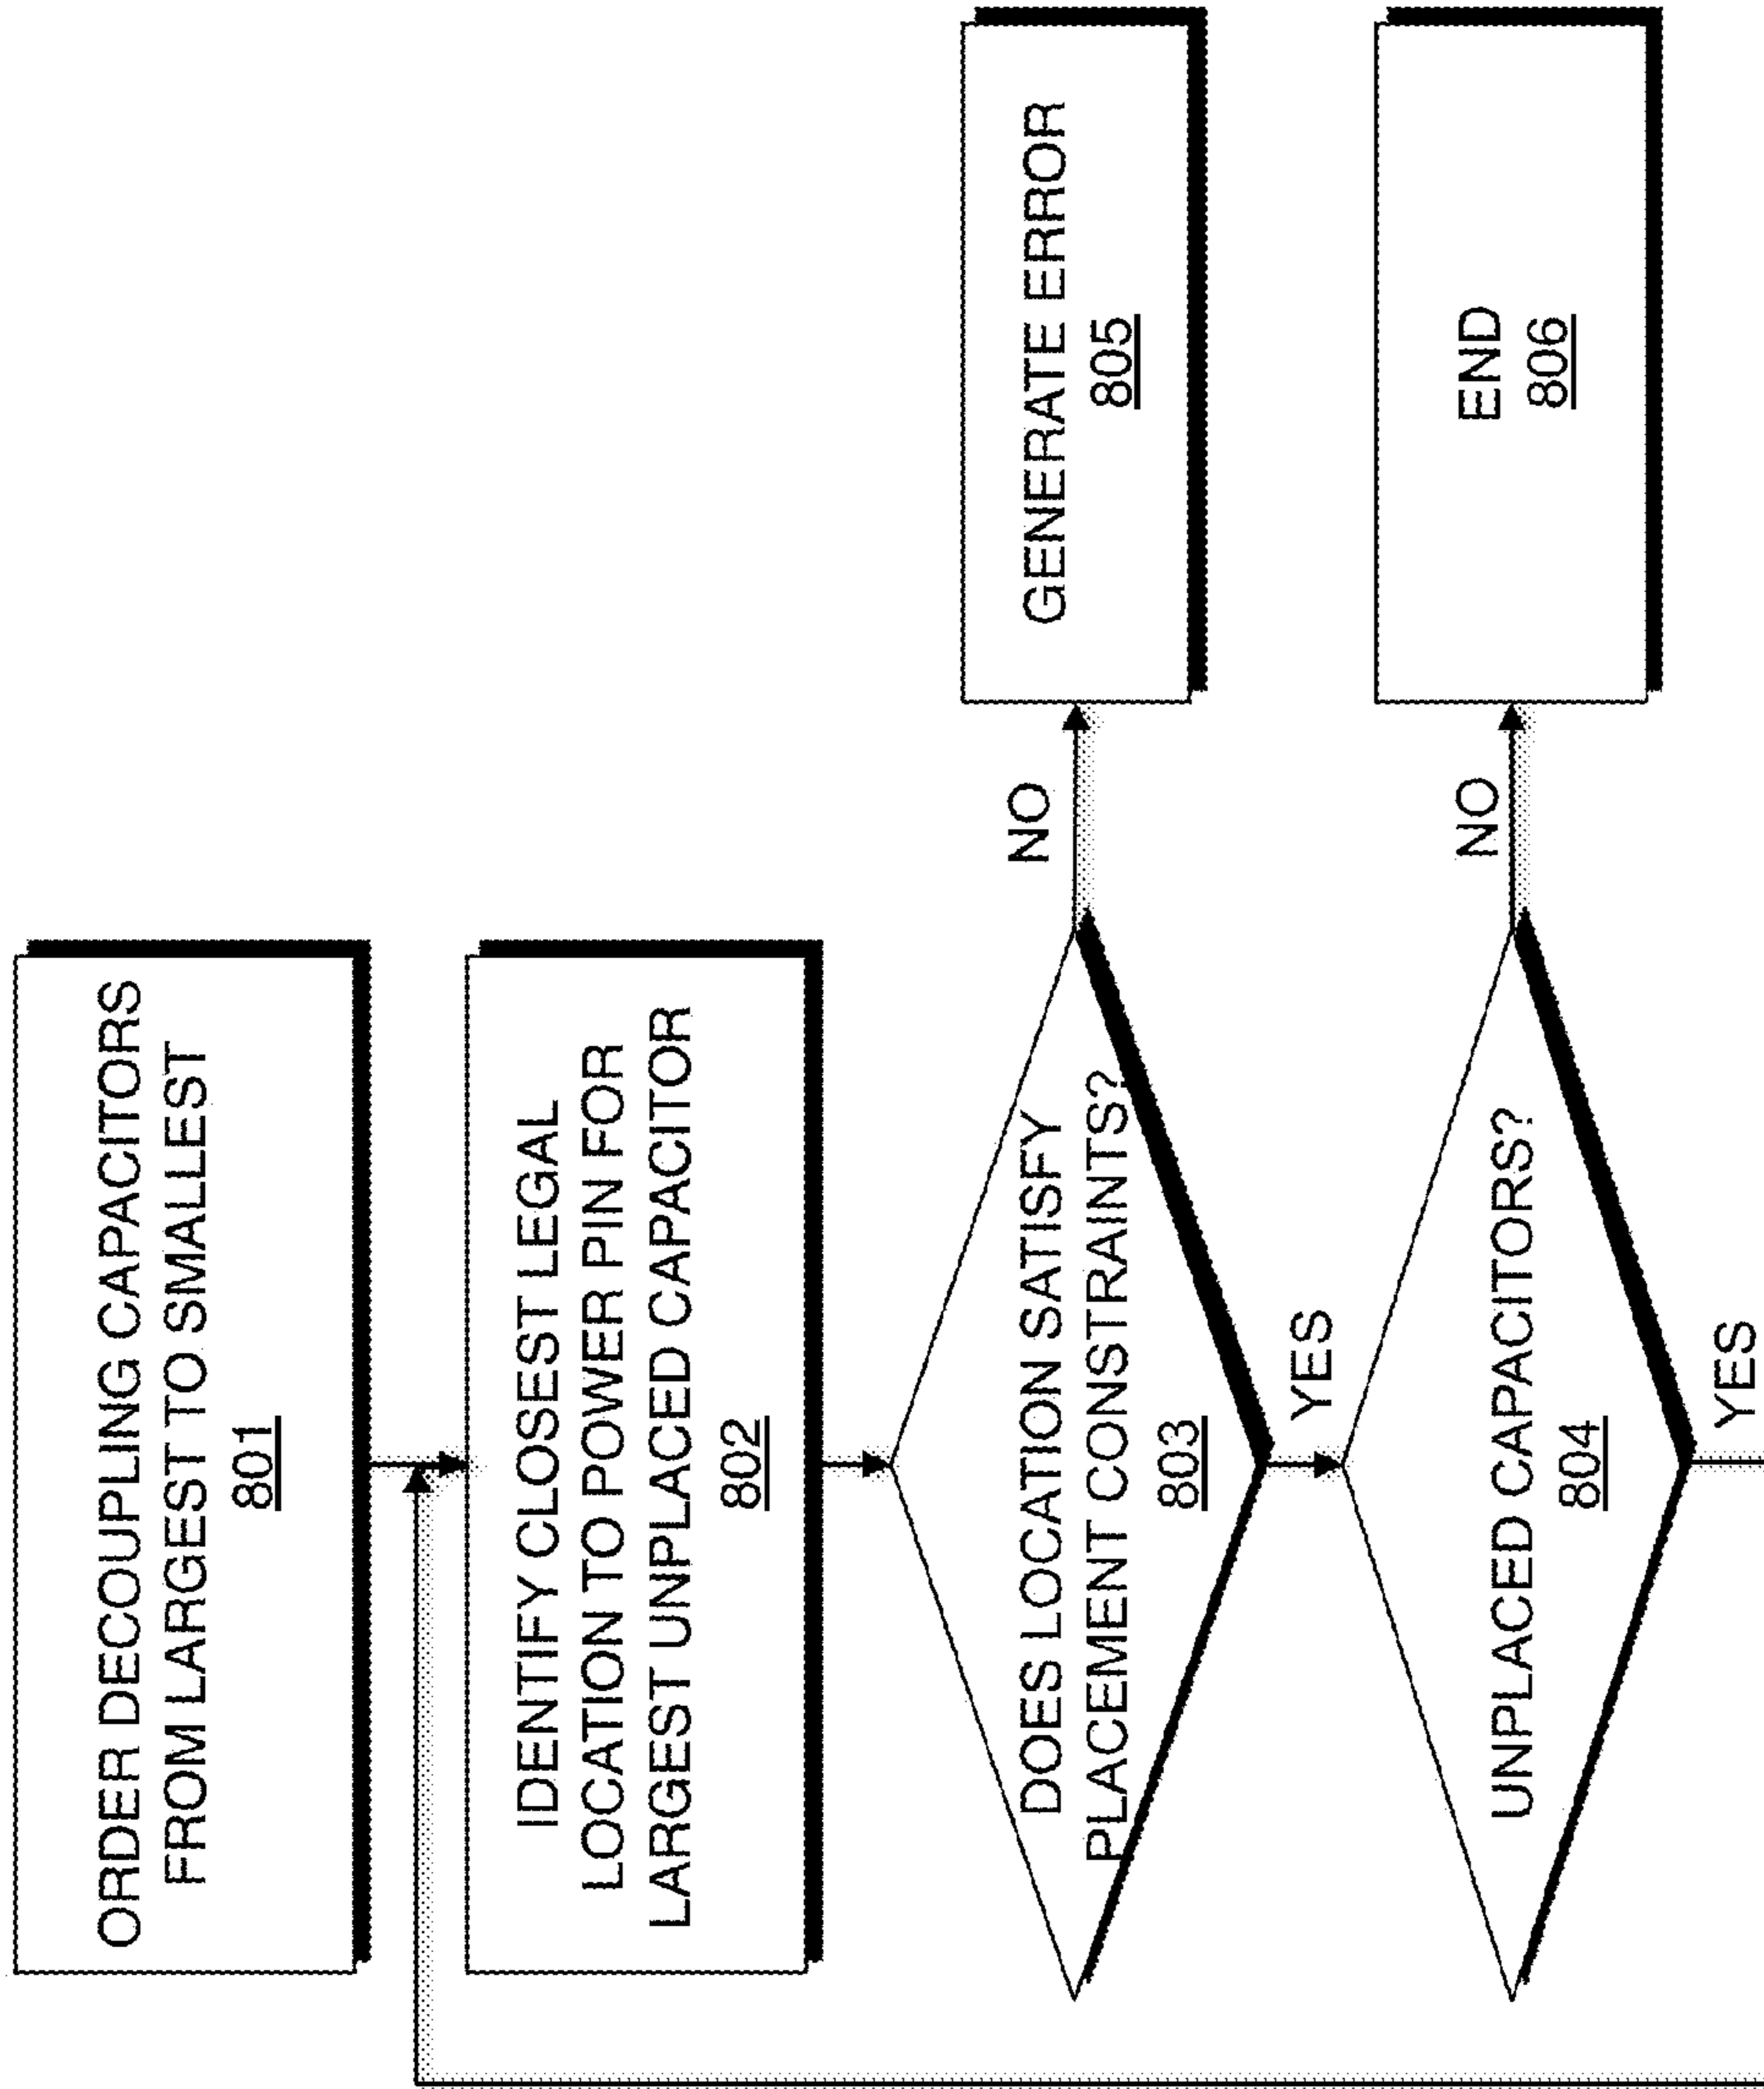 ORDER DECOUPLING CAPACITORS
FROM LARGEST TO SMALLEST
801
IDENTIFY CLOSEST LEGAL
LOCATION TO POWER PIN FOR
LARGEST UNPLACED CAPACITOR
802
DOES LOCATION SATISFY
PLACEMENT CONSTRAINTS?
803
NO
GENERATE ERROR
805
YES
UNPLACED CAPACITORS?
804
NO
END
806
YES